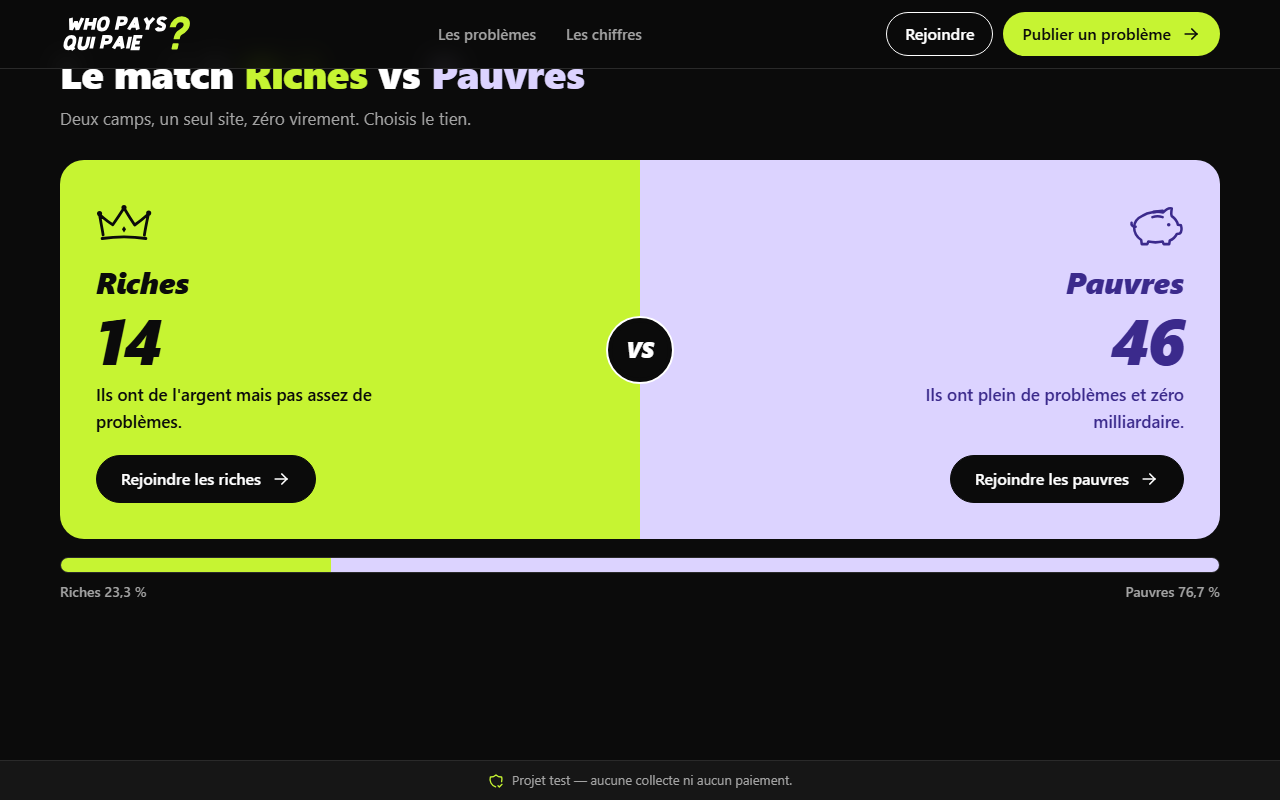 WHO PAYS
QUI PAIE ?
Les problèmes
Les chiffres
Rejoindre
Publier un problème
Le match Riches vs Pauvres
Deux camps, un seul site, zéro virement. Choisis le tien.
Riches
14
Ils ont de l'argent mais pas assez de
problèmes.
Rejoindre les riches
VS
Pauvres
46
Ils ont plein de problèmes et zéro
milliardaire.
Rejoindre les pauvres
Riches 23,3 %
Pauvres 76,7 %
Projet test — aucune collecte ni aucun paiement.